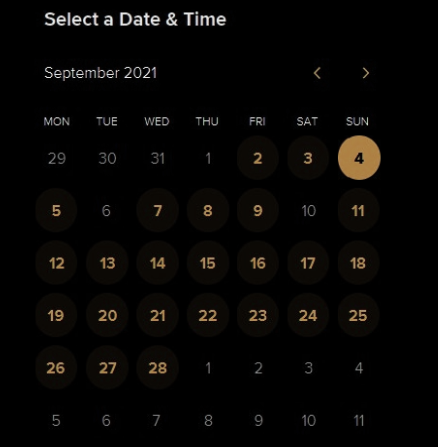 Select a Date & Time
September 2021
MON TUE WED THU FRI SAT SUN
29 30 31 1 2 3 4
5 6 7 8 9 10 11
12 13 14 15 16 17 18
19 20 21 22 23 24 25
26 27 28 1 2 3 4
5 6 7 8 9 10 11